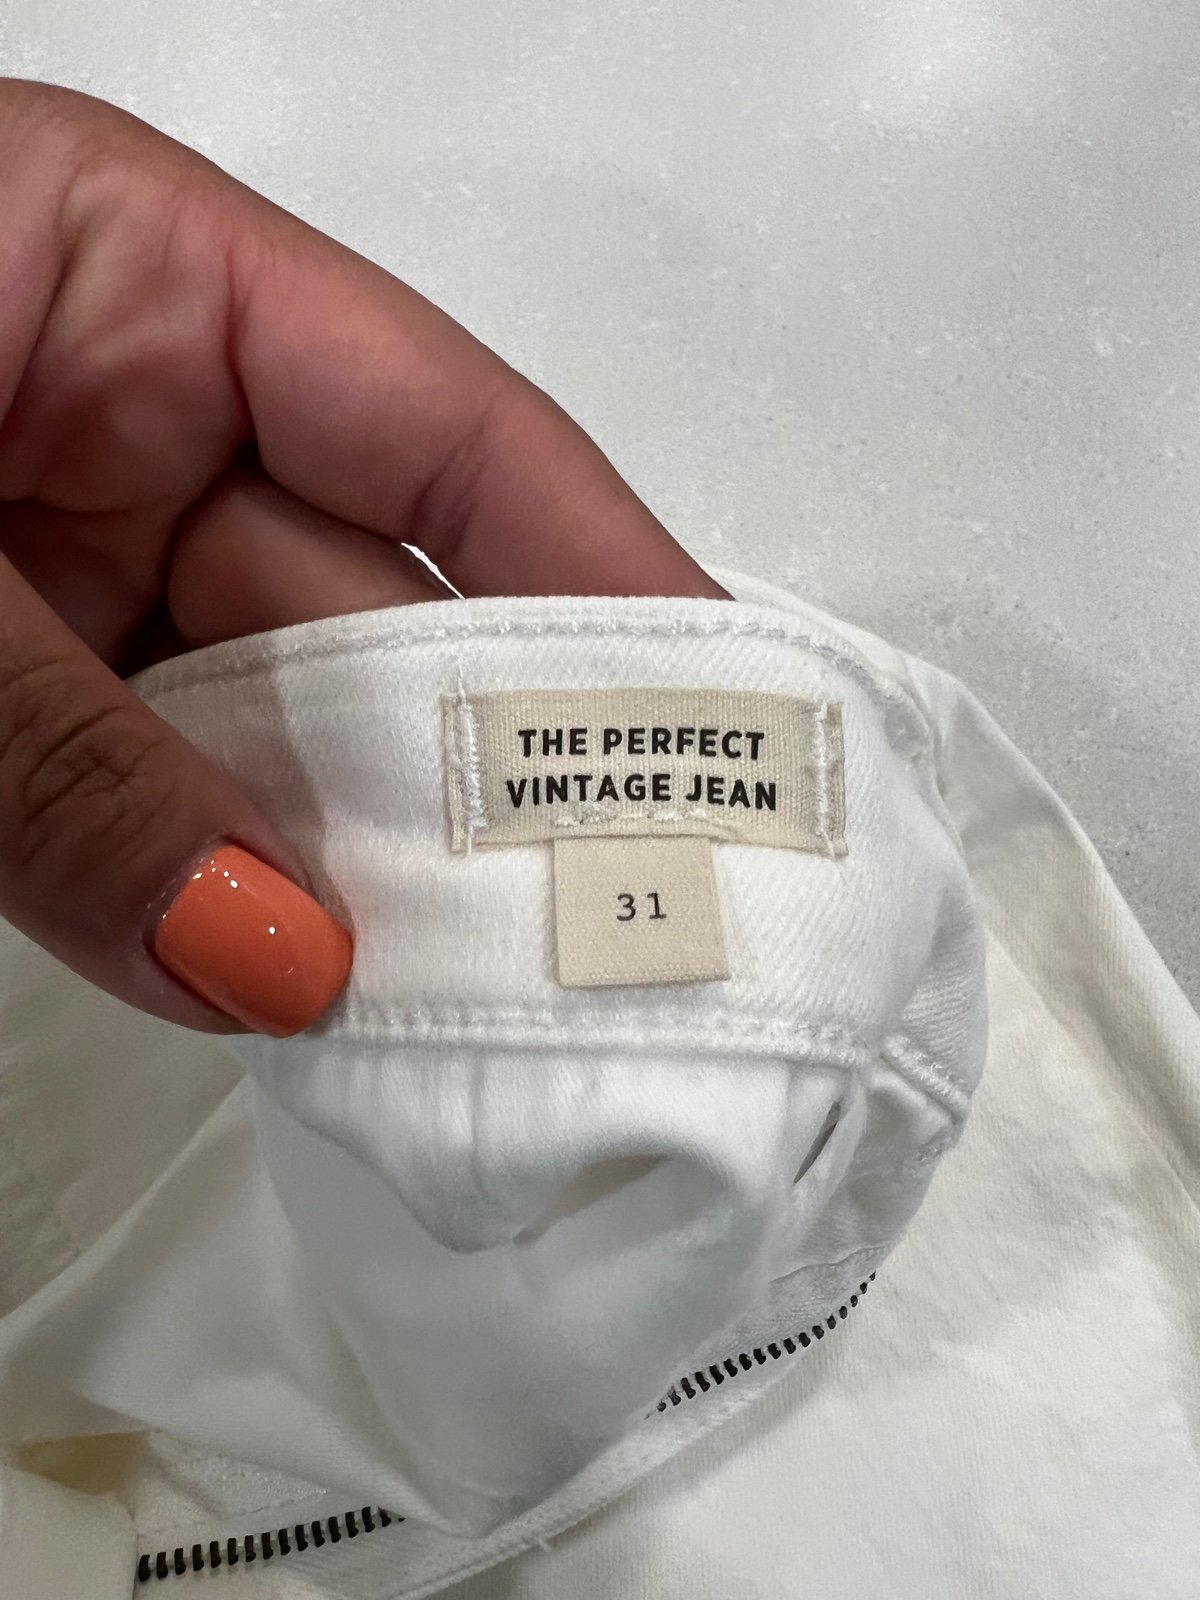 THE PERFECT
VINTAGE JEAN
31